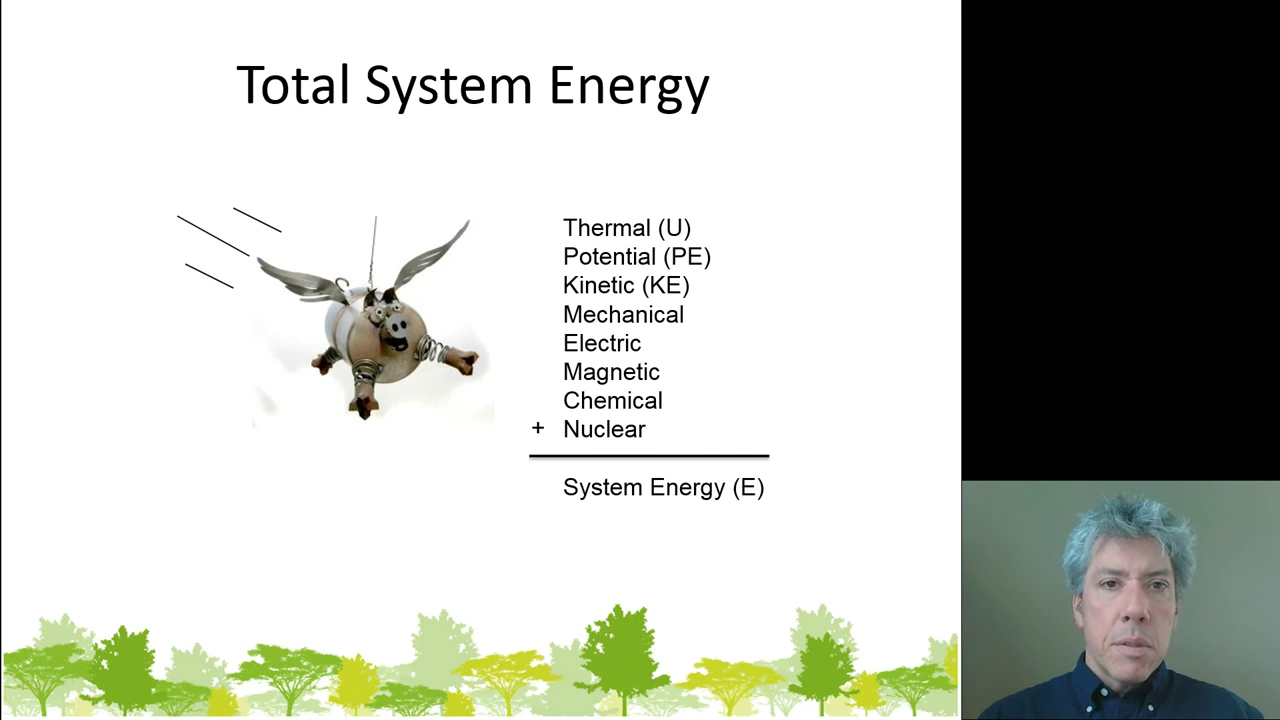 Total System Energy
Thermal (U)
Potential (PE)
Kinetic (KE)
Mechanical
Electric
Magnetic
Chemical
+ Nuclear
System Energy (E)